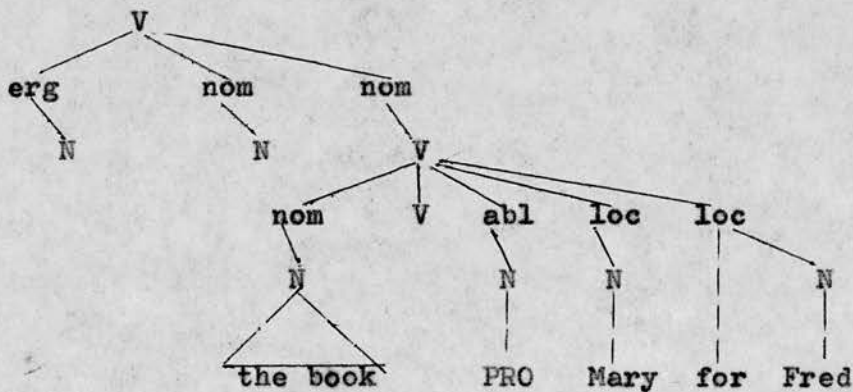 V
erg nom nom
N N V
nom V abl loc loc
N N N N
the book PRO Mary for Fred